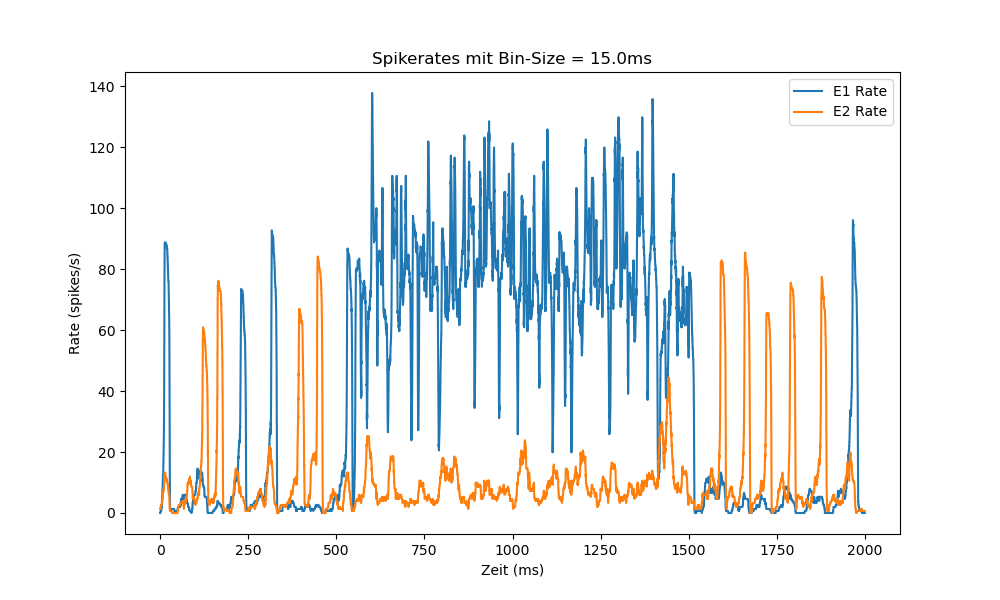 Spikerates mit Bin-Size = 15.0ms
E1 Rate
E2 Rate
140
120
100
80
60
40
20
0
Rate (spikes/s)
0 250 500 750 1000 1250 1500 1750 2000
Zeit (ms)